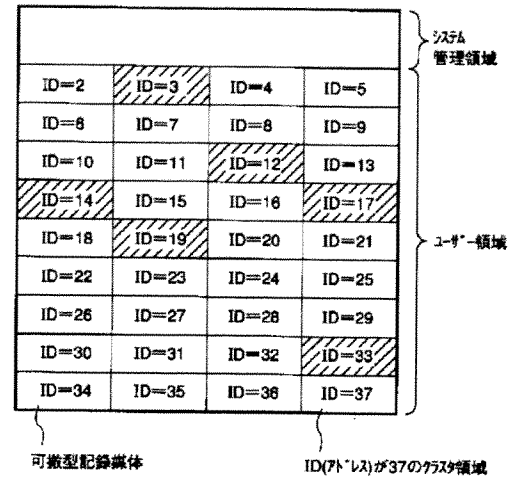 ｼｽﾃﾑ
管理領域
ID=2 ID=3 ID=4 ID=5
ID=6 ID=7 ID=8 ID=9
ID=10 ID=11 ID=12 ID=13
ID=14 ID=15 ID=16 ID=17
ID=18 ID=19 ID=20 ID=21
ﾕｰｻﾞｰ領域
ID=22 ID=23 ID=24 ID=25
ID=26 ID=27 ID=28 ID=29
ID=30 ID=31 ID=32 ID=33
ID=34 ID=35 ID=36 ID=37
可搬型記録媒体
ID(ｱﾄﾞﾚｽ)が37のｸﾗｽﾀ領域